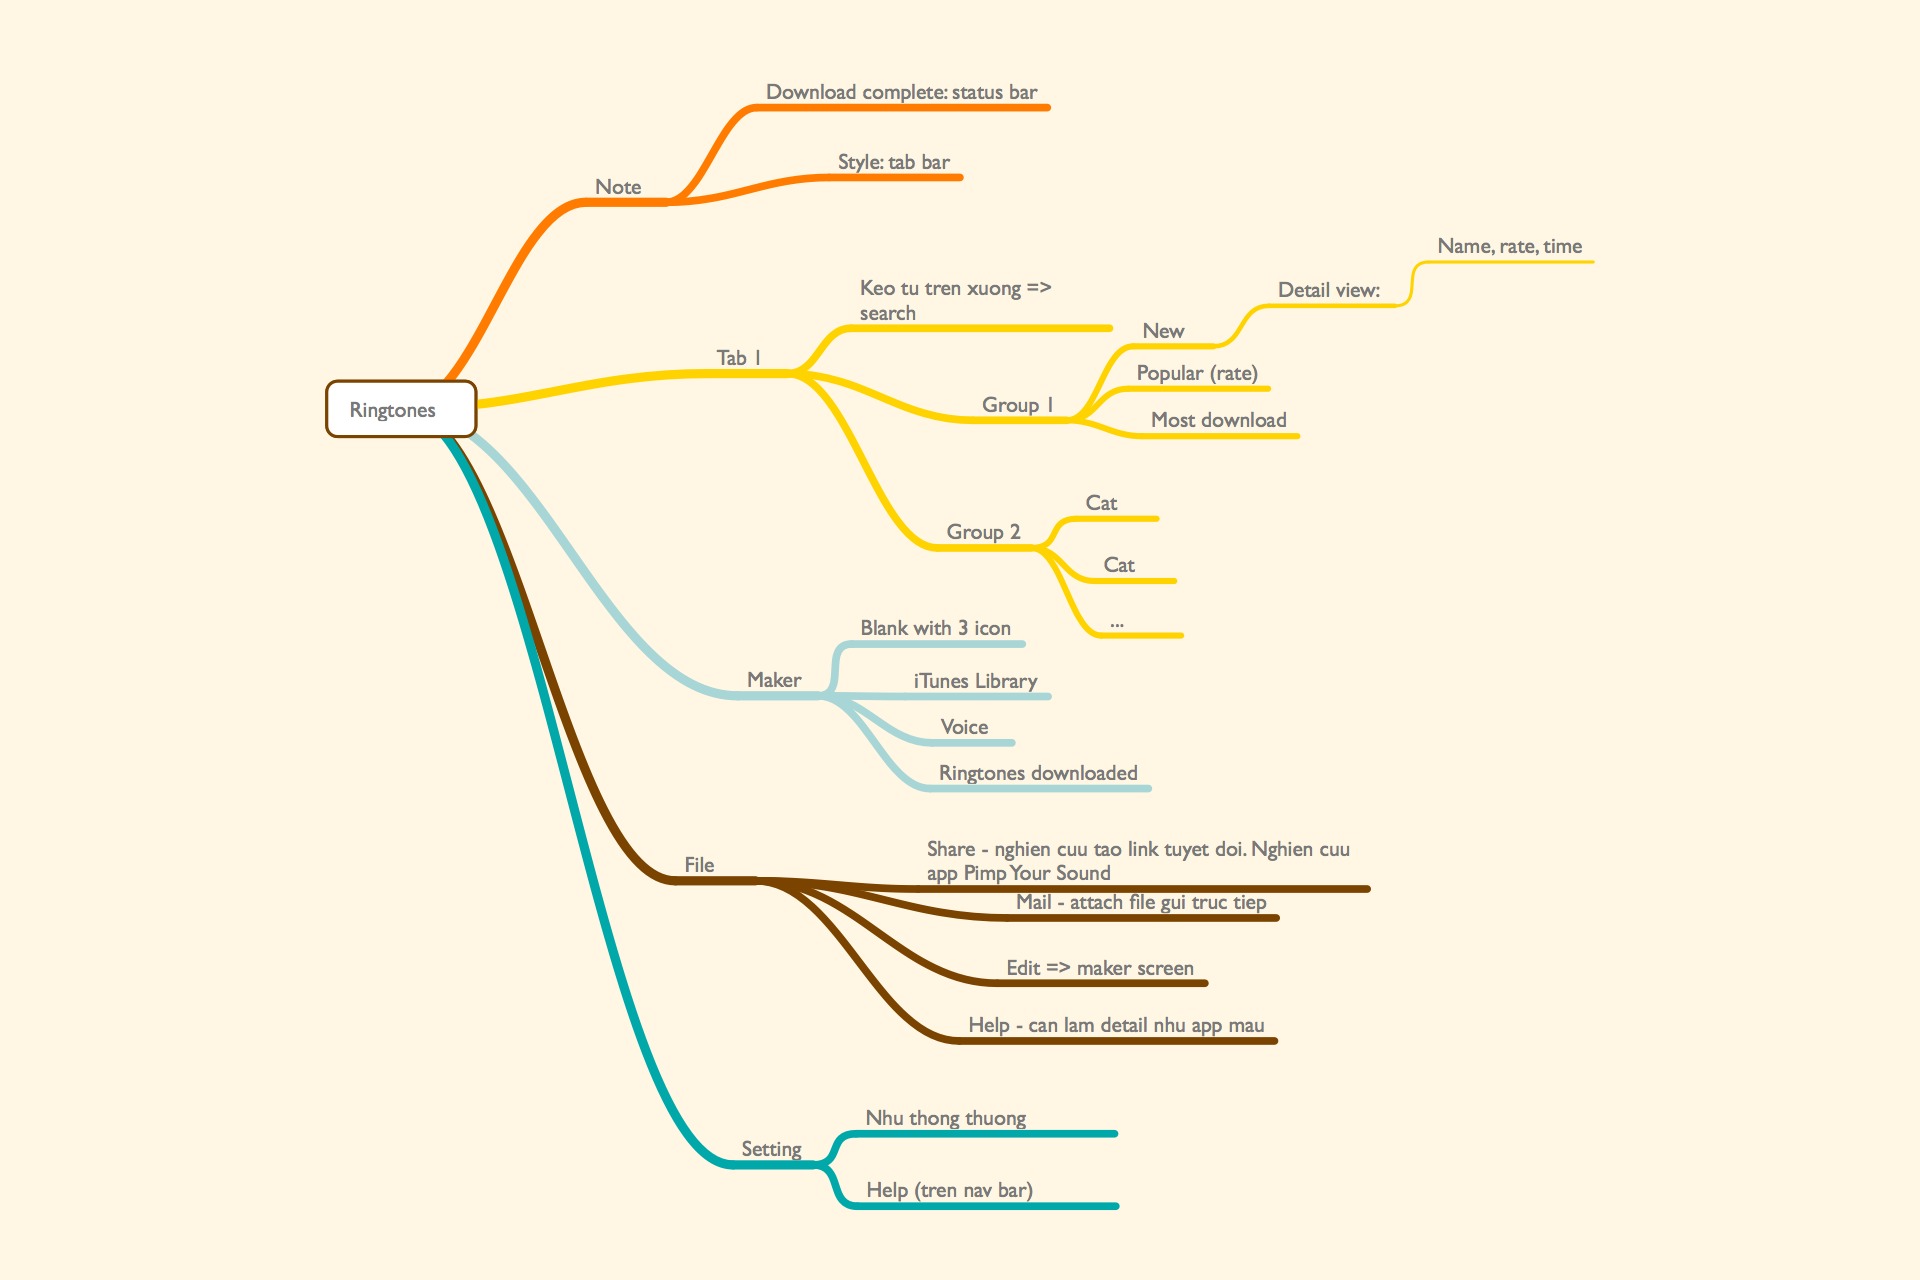 Ringtones
Note
Download complete: status bar
Style: tab bar
Tab 1
Keo tu tren xuong =>
search
Group 1
New
Detail view:
Name, rate, time
Popular (rate)
Most download
Group 2
Cat
Cat
...
Maker
Blank with 3 icon
iTunes Library
Voice
Ringtones downloaded
File
Share - nghien cuu tao link tuyet doi. Nghien cuu
app Pimp Your Sound
Mail - attach file gui truc tiep
Edit => maker screen
Help - can lam detail nhu app mau
Setting
Nhu thong thuong
Help (tren nav bar)